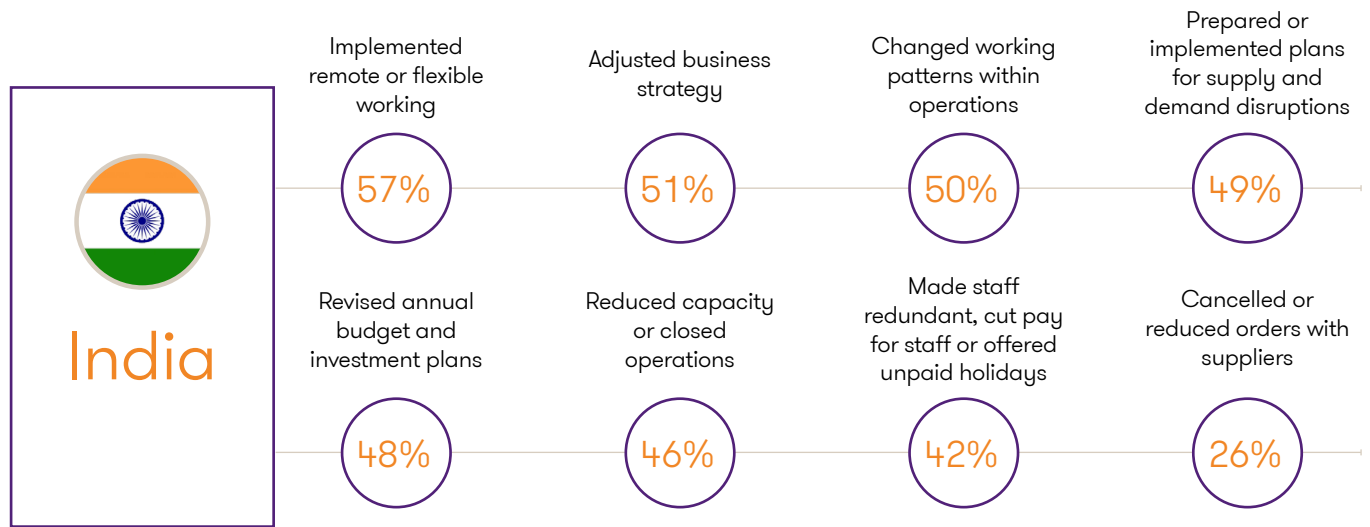 India
Implemented
remote or flexible
working
57%
Adjusted business
strategy
51%
Changed working
patterns within
operations
50%
Prepared or
implemented plans
for supply and
demand disruptions
49%
Revised annual
budget and
investment plans
48%
Reduced capacity
or closed
operations
46%
Made staff
redundant, cut pay
for staff or offered
unpaid holidays
42%
Cancelled or
reduced orders with
suppliers
26%